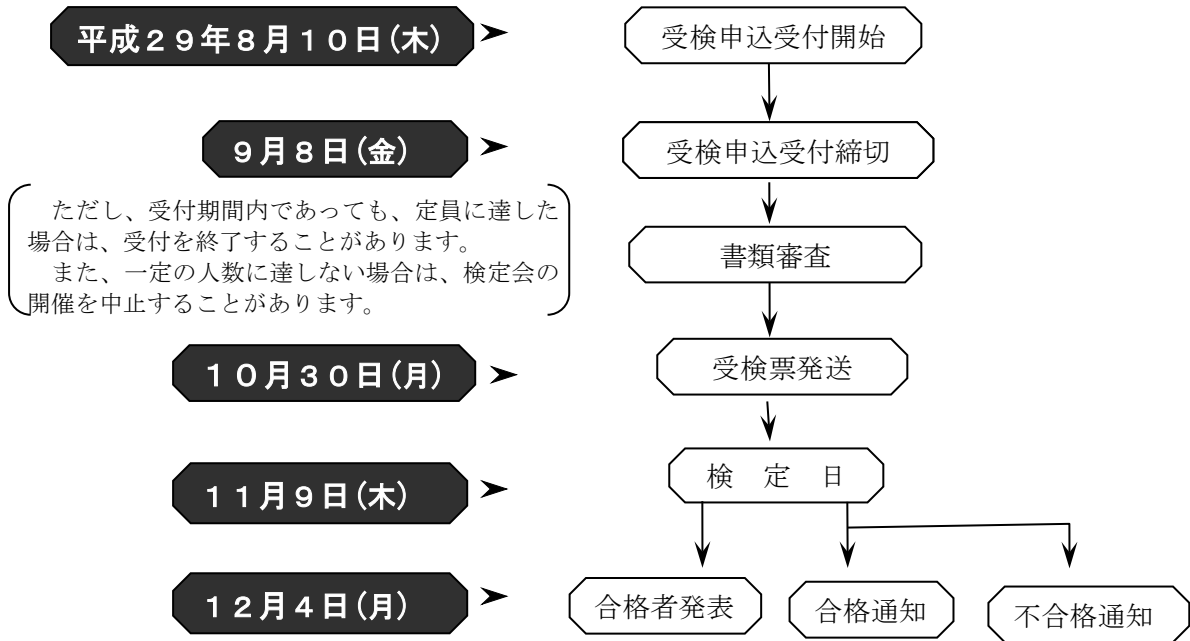 平成２９年８月１０日(木)
受検申込受付開始
９月８日(金)
受検申込受付締切
ただし、受付期間内であっても、定員に達した
場合は、受付を終了することがあります。
また、一定の人数に達しない場合は、検定会の
開催を中止することがあります。
書類審査
１０月３０日(月)
受検票発送
１１月９日(木)
検　定　日
１２月４日(月)
合格者発表
合格通知
不合格通知